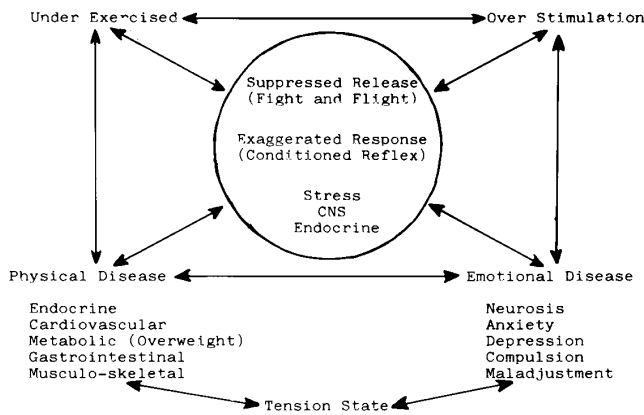 Under Exercised
Over Stimulation
Suppressed Release
(Fight and Flight)
Exaggerated Response
(Conditioned Reflex)
Stress
CNS
Endocrine
Physical Disease
Emotional Disease
Endocrine
Cardiovascular
Metabolic (Overweight)
Gastrointestinal
Musculo-skeletal
Neurosis
Anxiety
Depression
Compulsion
Maladjustment
Tension State